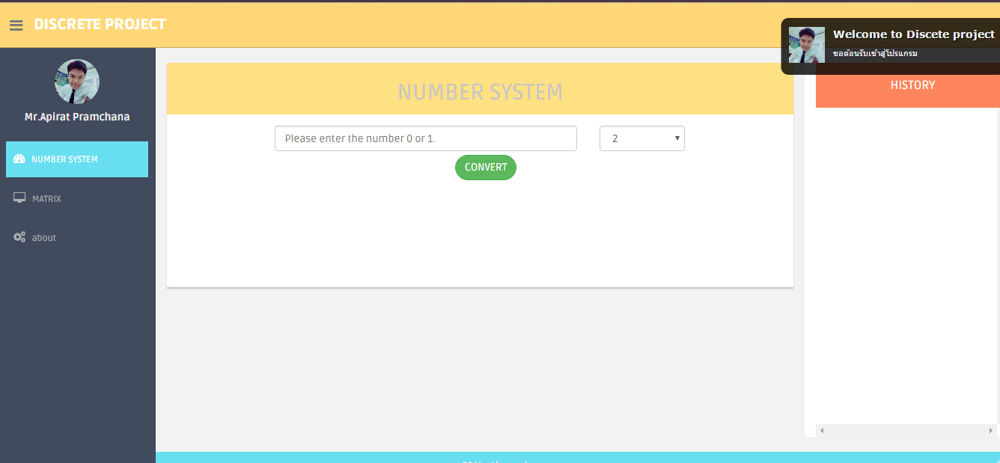 DISCRETE PROJECT
Welcome to Discete project
ขอต้อนรับเข้าสู่โปรแกรม
Mr.Apirat Pramchana
NUMBER SYSTEM
MATRIX
about
NUMBER SYSTEM
Please enter the number 0 or 1.
2
CONVERT
HISTORY